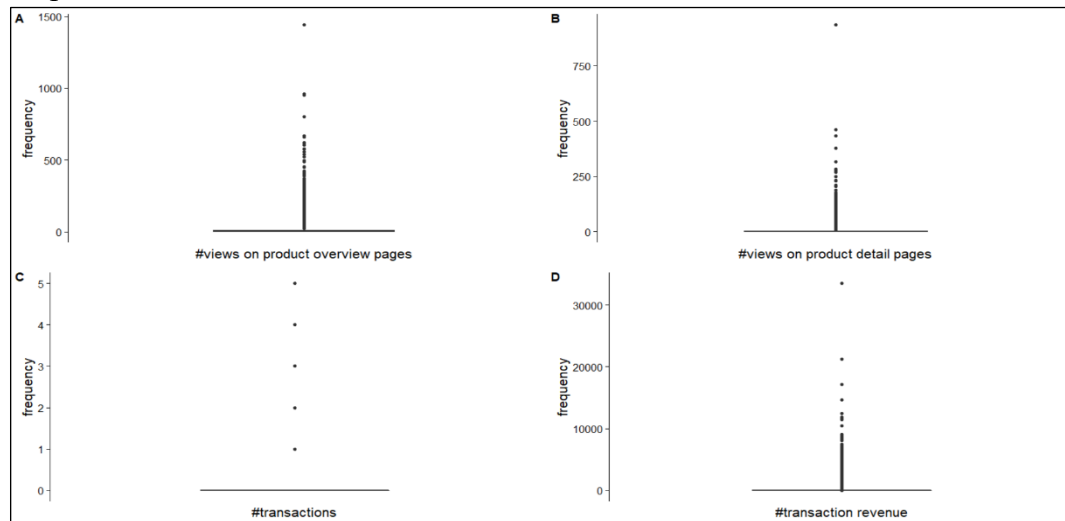 A
1500
1000
500
0
frequency
#views on product overview pages
B
750
500
250
0
frequency
#views on product detail pages
C
5
4
3
2
1
0
frequency
#transactions
D
30000
20000
10000
0
frequency
#transaction revenue